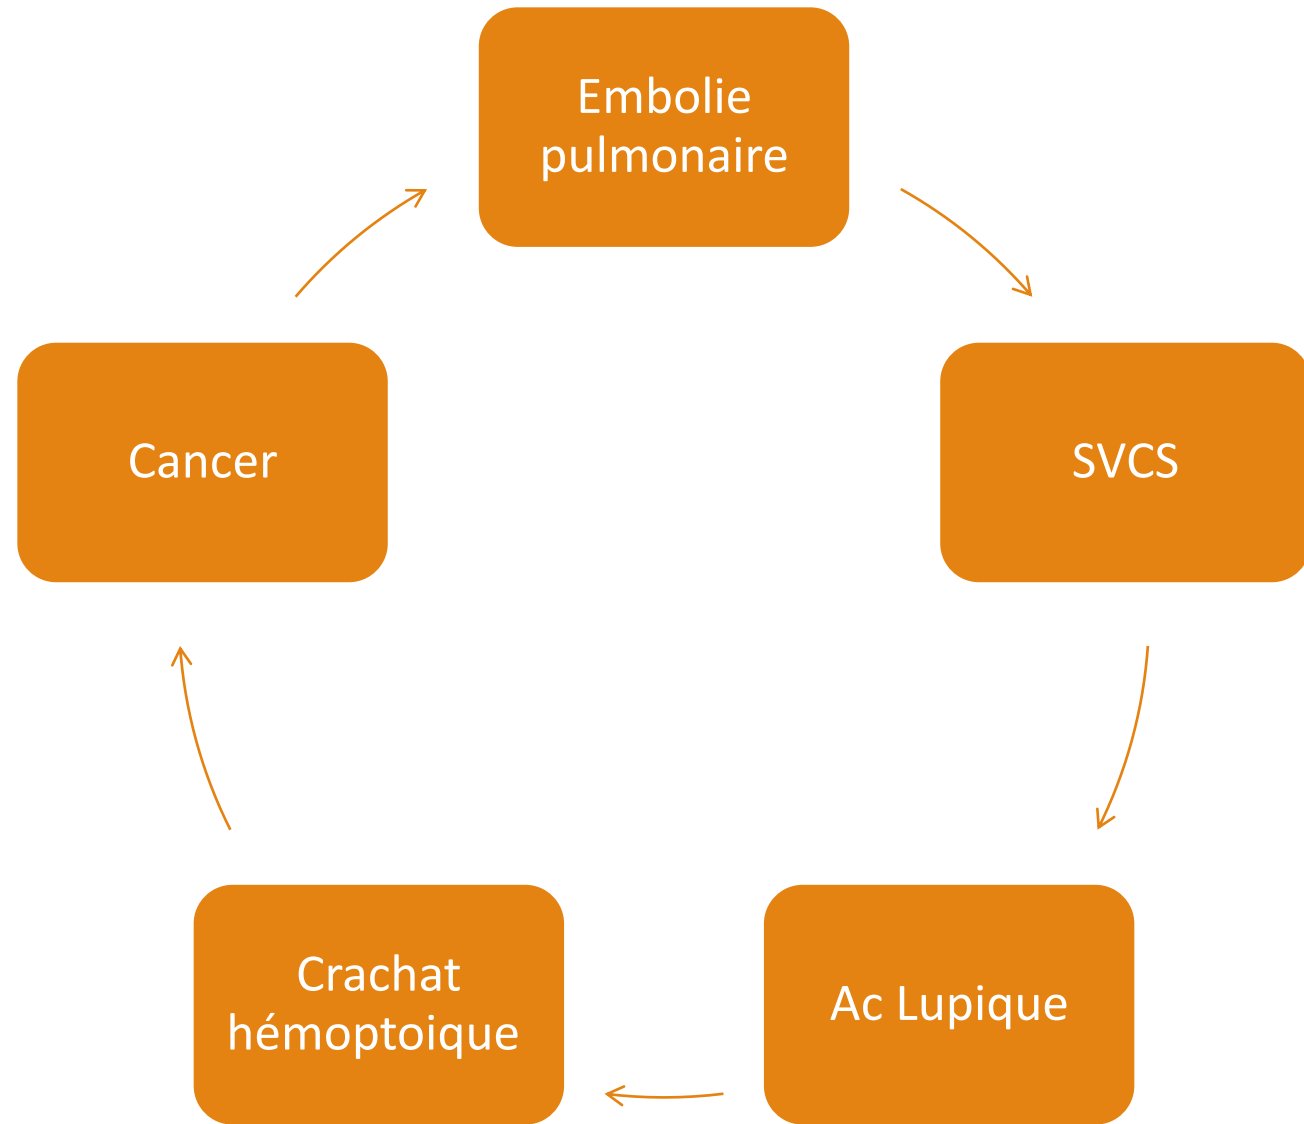 Embolie
pulmonaire
SVCS
Ac Lupique
Crachat
hémoptoique
Cancer